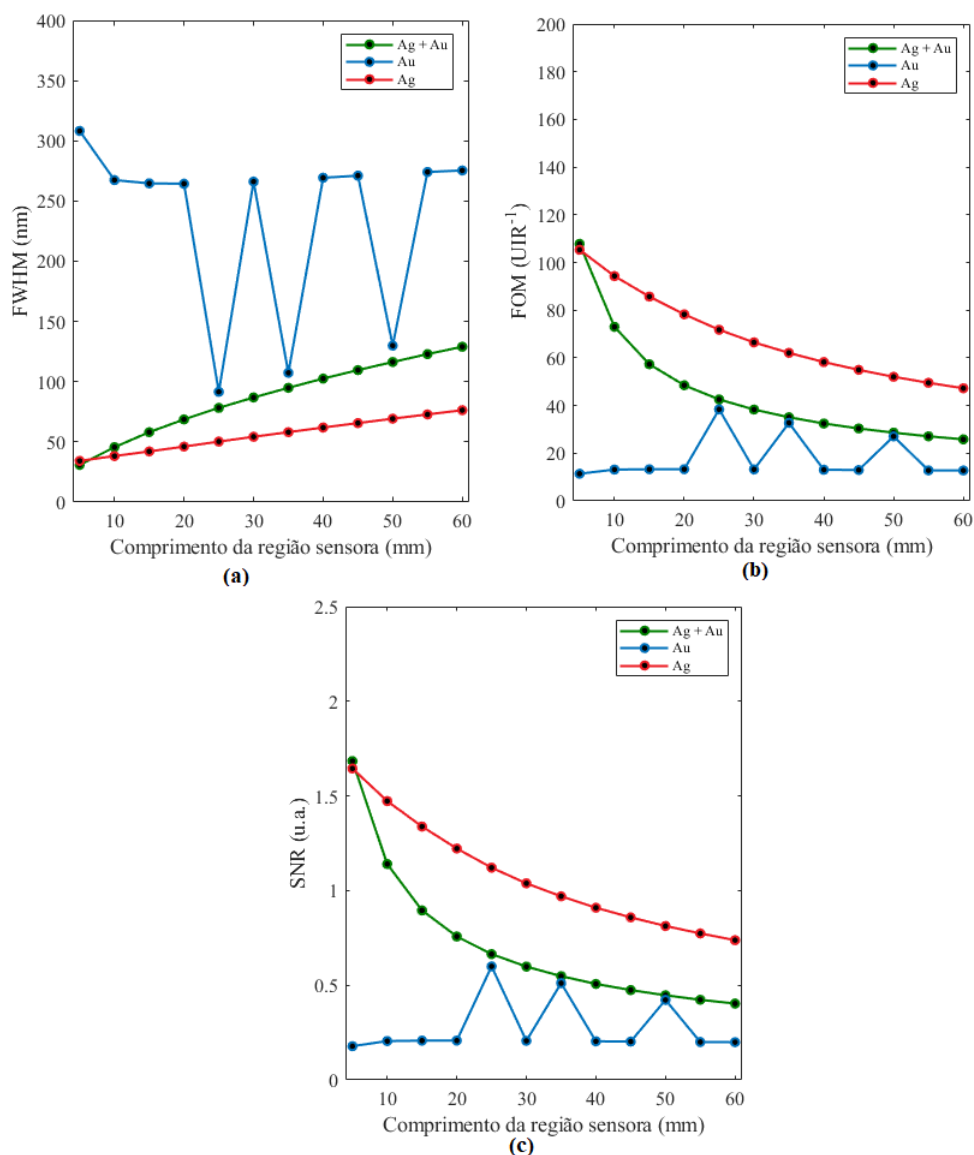 400
350
300
250
200
150
100
50
0
FWHM (nm)
Ag + Au
Au
Ag
10 20 30 40 50 60
Comprimento da região sensora (mm)
(a)
200
180
160
140
120
100
80
60
40
20
0
FOM (UIR⁻¹)
Ag + Au
Au
Ag
10 20 30 40 50 60
Comprimento da região sensora (mm)
(b)
2.5
2
1.5
1
0.5
0
SNR (u.a.)
Ag + Au
Au
Ag
10 20 30 40 50 60
Comprimento da região sensora (mm)
(c)